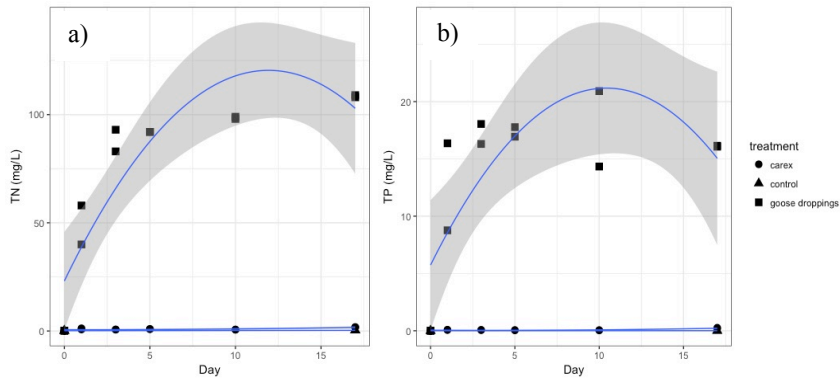 a)
TN (mg/L)
100
50
0
0 5 10 15
Day
b)
TP (mg/L)
20
10
0
0 5 10 15
Day
treatment
carex
control
goose droppings